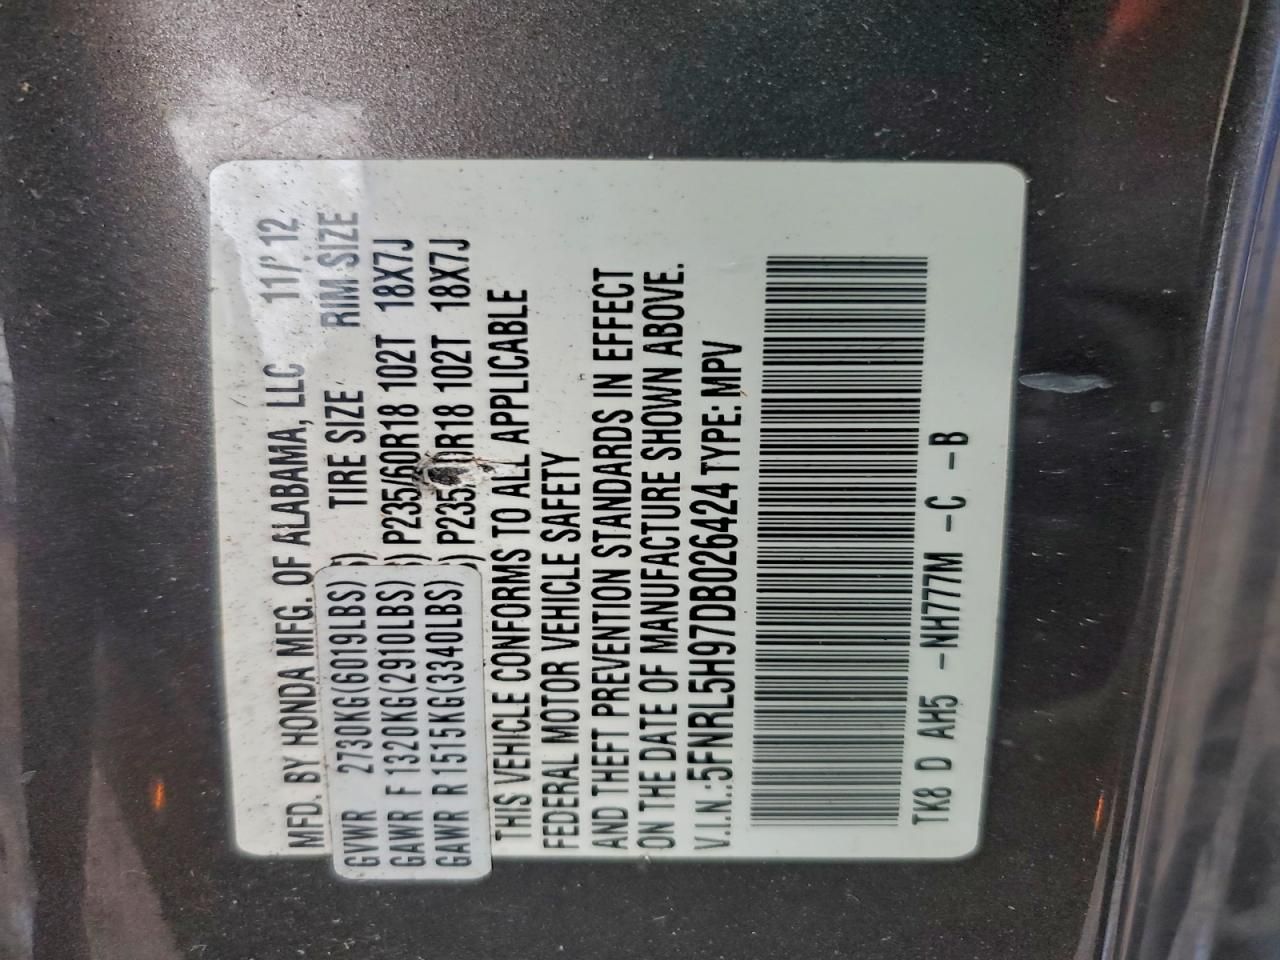 MFD. BY HONDA MFG. OF ALABAMA, LLC 11/'12
TIRE SIZE RIM SIZE
GVWR 2730KG(6019LBS)
GAWR F 1320KG(2910LBS) ) P235/60R18 102T 18X7J
GAWR R 1515KG(3340LBS) ) 102T 18X7J
THIS VEHICLE CONFORMS TO ALL APPLICABLE
FEDERAL MOTOR VEHICLE SAFETY
AND THEFT PREVENTION STANDARDS IN EFFECT
ON THE DATE OF MANUFACTURE SHOWN ABOVE.
V.I.N.:5FNRL5H97DB026424 TYPE: MPV
TK8 D AH5 -NH777M -C -B